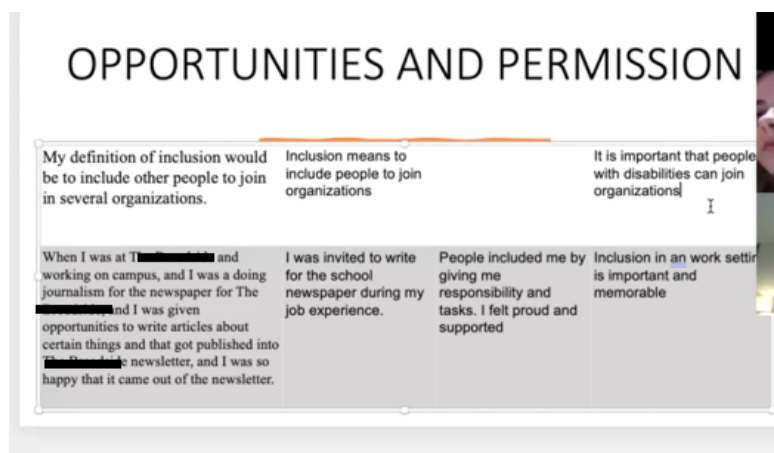 OPPORTUNITIES AND PERMISSION
My definition of inclusion would
be to include other people to join
in several organizations.
Inclusion means to
include people to join
organizations
It is important that people
with disabilities can join
organizations
When I was at and
working on campus, and I was a doing
journalism for the newspaper for The
and I was given
opportunities to write articles about
certain things and that got published into
newsletter, and I was so
happy that it came out of the newsletter.
I was invited to write
for the school
newspaper during my
job experience.
People included me by
giving me
responsibility and
tasks. I felt proud and
supported
Inclusion in an work
is important and
memorable